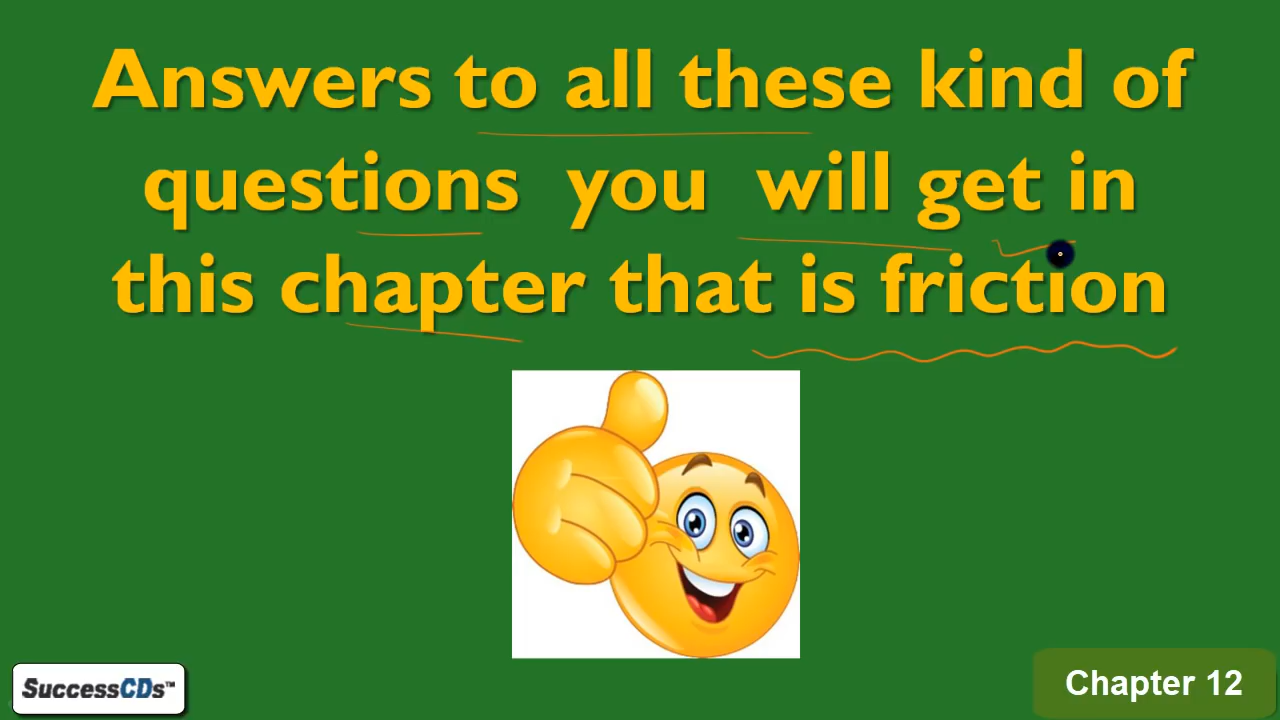 Answers to all these kind of
questions you will get in
this chapter that is friction
SuccessCDs™
Chapter 12